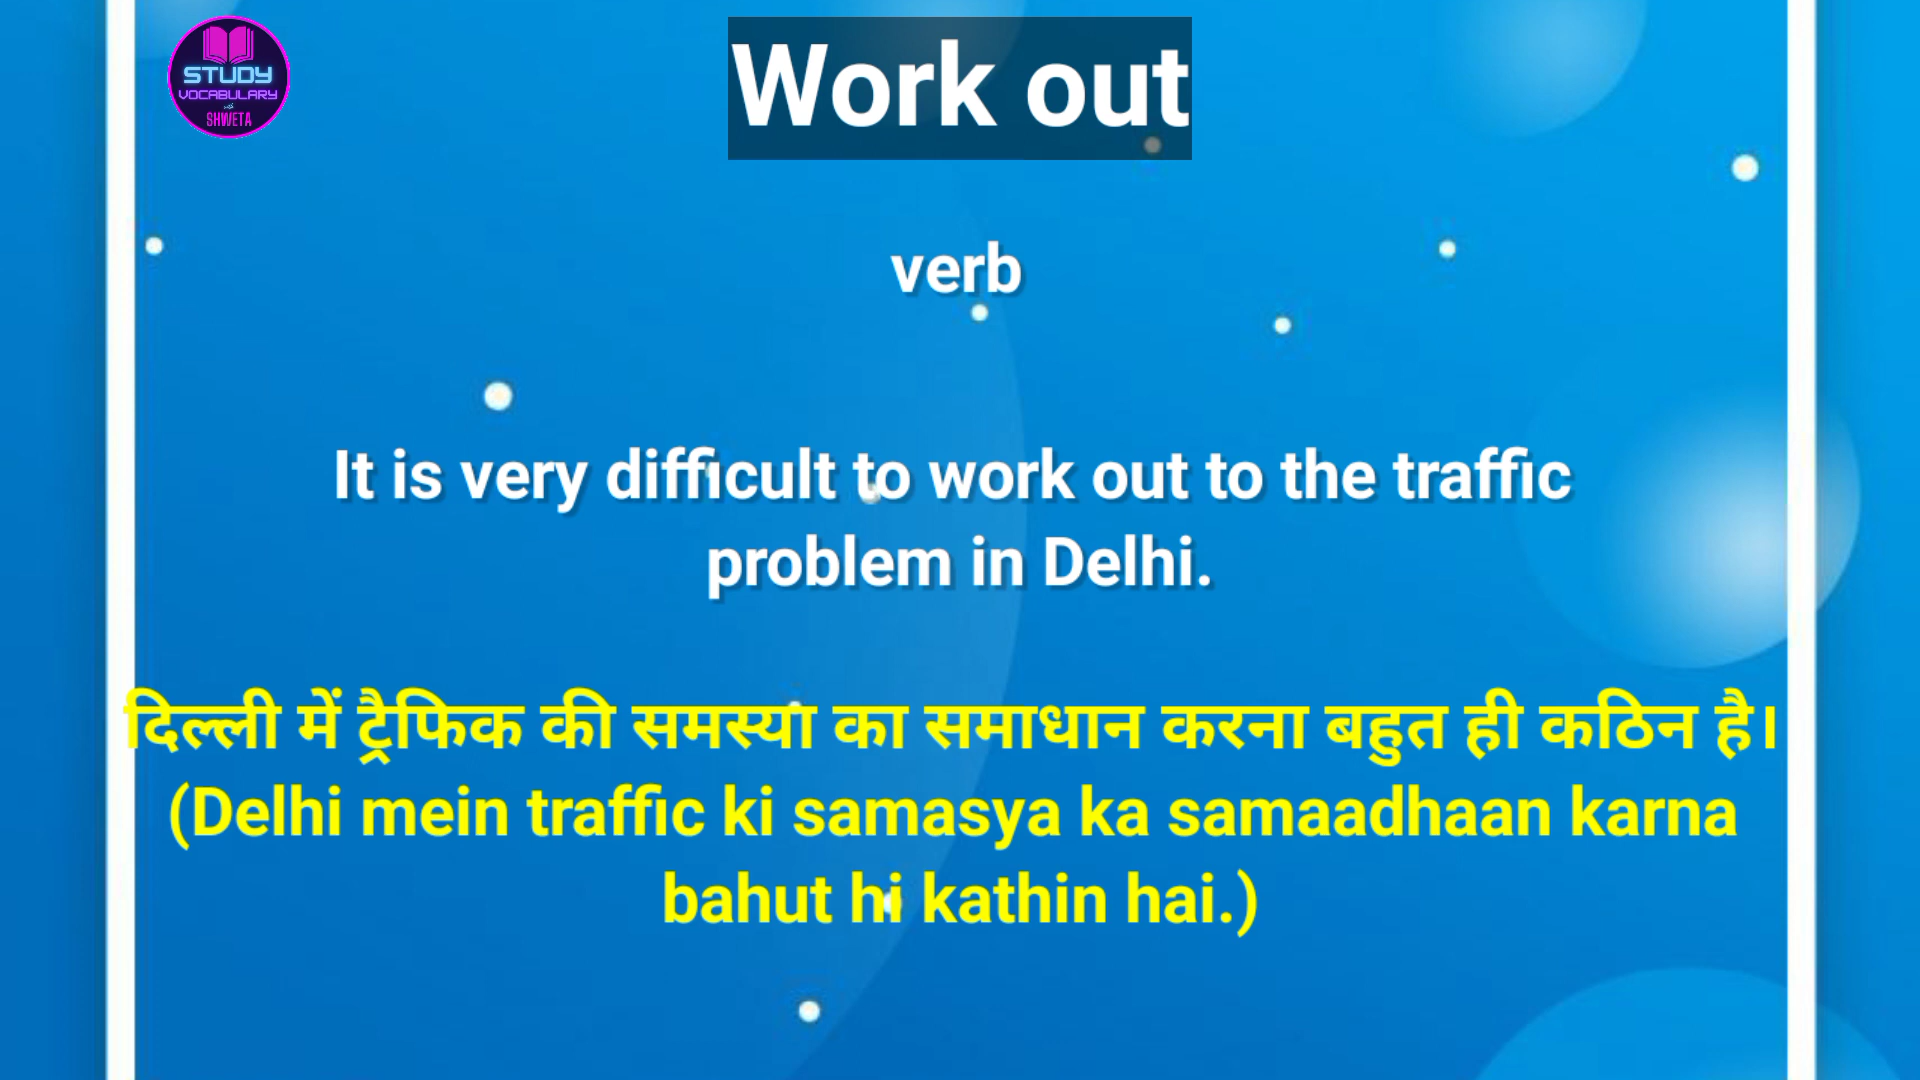 STUDY
VOCABULARY
with
SHWETA
Work out
verb
It is very difficult to work out to the traffic
problem in Delhi.
दिल्ली में ट्रैफिक की समस्या का समाधान करना बहुत ही कठिन है।
(Delhi mein traffic ki samasya ka samaadhaan karna
bahut hi kathin hai.)